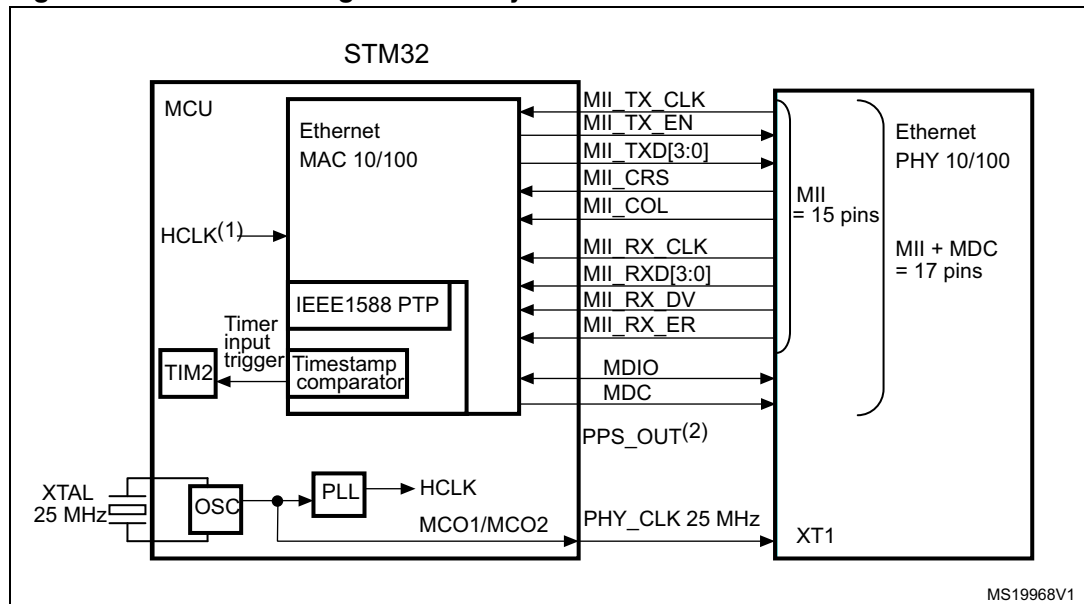 STM32
MCU
Ethernet
MAC 10/100
HCLK(1)
IEEE1588 PTP
Timer
input
trigger
TIM2
Timestamp
comparator
XTAL
25 MHz
OSC
PLL
HCLK
MCO1/MCO2
MII_TX_CLK
MII_TX_EN
MII_TXD[3:0]
MII_CRS
MII_COL
MII_RX_CLK
MII_RXD[3:0]
MII_RX_DV
MII_RX_ER
MDIO
MDC
PPS_OUT(2)
PHY_CLK 25 MHz
MII
= 15 pins
Ethernet
PHY 10/100
MII + MDC
= 17 pins
XT1
MS19968V1